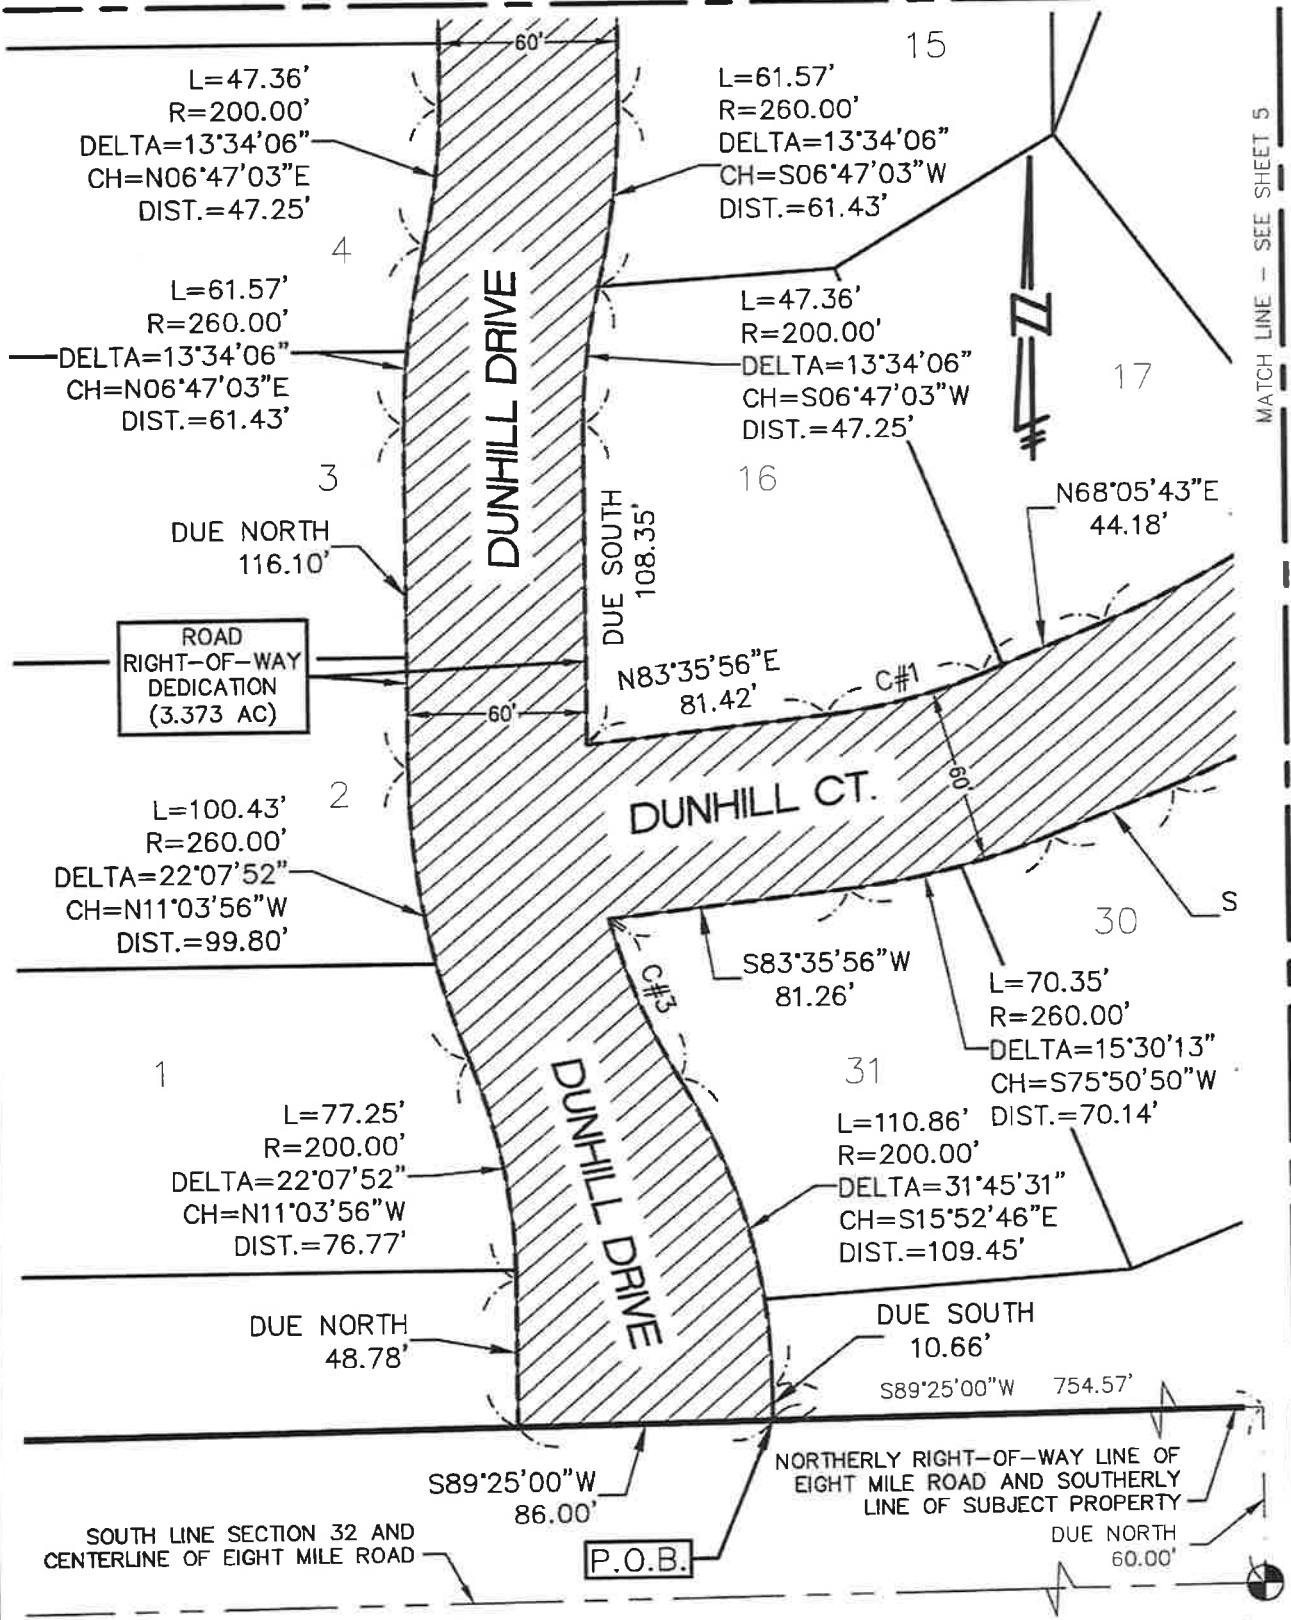 60'
15
L=47.36'
R=200.00'
DELTA=13°34'06"
CH=N06°47'03"E
DIST.=47.25'
L=61.57'
R=260.00'
DELTA=13°34'06"
CH=S06°47'03"W
DIST.=61.43'
MATCH LINE - SEE SHEET 5
4
L=61.57'
R=260.00'
DELTA=13°34'06"
CH=N06°47'03"E
DIST.=61.43'
DUNHILL DRIVE
L=47.36'
R=200.00'
DELTA=13°34'06"
CH=S06°47'03"W
DIST.=47.25'
N
17
3
16
DUE NORTH
116.10'
DUE SOUTH
108.35'
N68°05'43"E
44.18'
ROAD
RIGHT-OF-WAY
DEDICATION
(3.373 AC)
N83°35'56"E
81.42'
C#1
60'
60'
DUNHILL CT.
2
L=100.43'
R=260.00'
DELTA=22°07'52"
CH=N11°03'56"W
DIST.=99.80'
S
30
S83°35'56"W
81.26'
C#3
L=70.35'
R=260.00'
DELTA=15°30'13"
CH=S75°50'50"W
DIST.=70.14'
1
31
DUNHILL DRIVE
L=77.25'
R=200.00'
DELTA=22°07'52"
CH=N11°03'56"W
DIST.=76.77'
L=110.86'
R=200.00'
DELTA=31°45'31"
CH=S15°52'46"E
DIST.=109.45'
DUE NORTH
48.78'
DUE SOUTH
10.66'
S89°25'00"W 754.57'
S89°25'00"W
86.00'
NORTHERLY RIGHT-OF-WAY LINE OF
EIGHT MILE ROAD AND SOUTHERLY
LINE OF SUBJECT PROPERTY
SOUTH LINE SECTION 32 AND
CENTERLINE OF EIGHT MILE ROAD
P.O.B.
DUE NORTH
60.00'